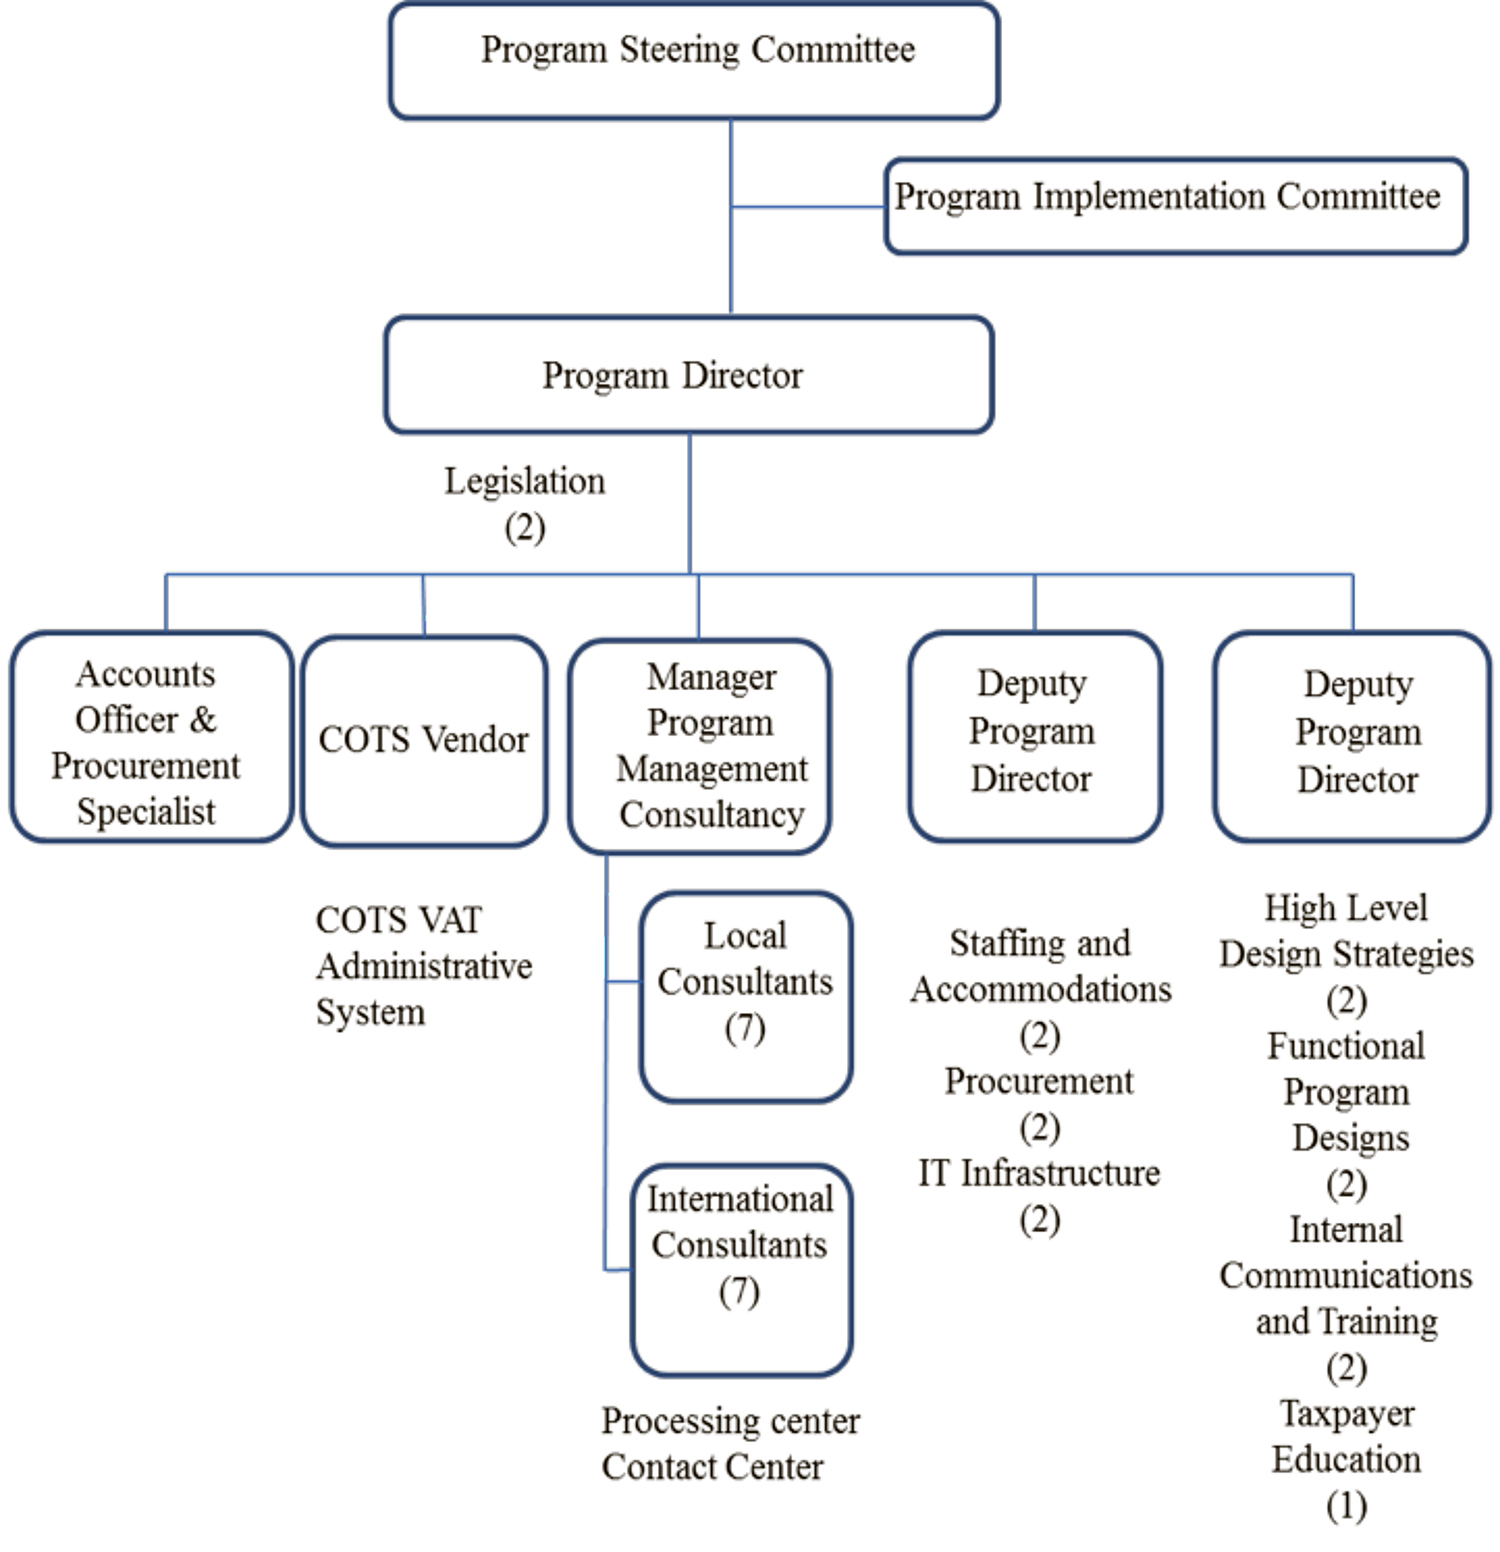 Program Steering Committee
Program Implementation Committee
Program Director
Legislation
(2)
Accounts
Officer &
Procurement
Specialist
COTS Vendor
Manager
Program
Management
Consultancy
Deputy
Program
Director
Deputy
Program
Director
COTS VAT
Administrative
System
Local
Consultants
(7)
International
Consultants
(7)
Processing center
Contact Center
Staffing and
Accommodations
(2)
Procurement
(2)
IT Infrastructure
(2)
High Level
Design Strategies
(2)
Functional
Program
Designs
(2)
Internal
Communications
and Training
(2)
Taxpayer
Education
(1)